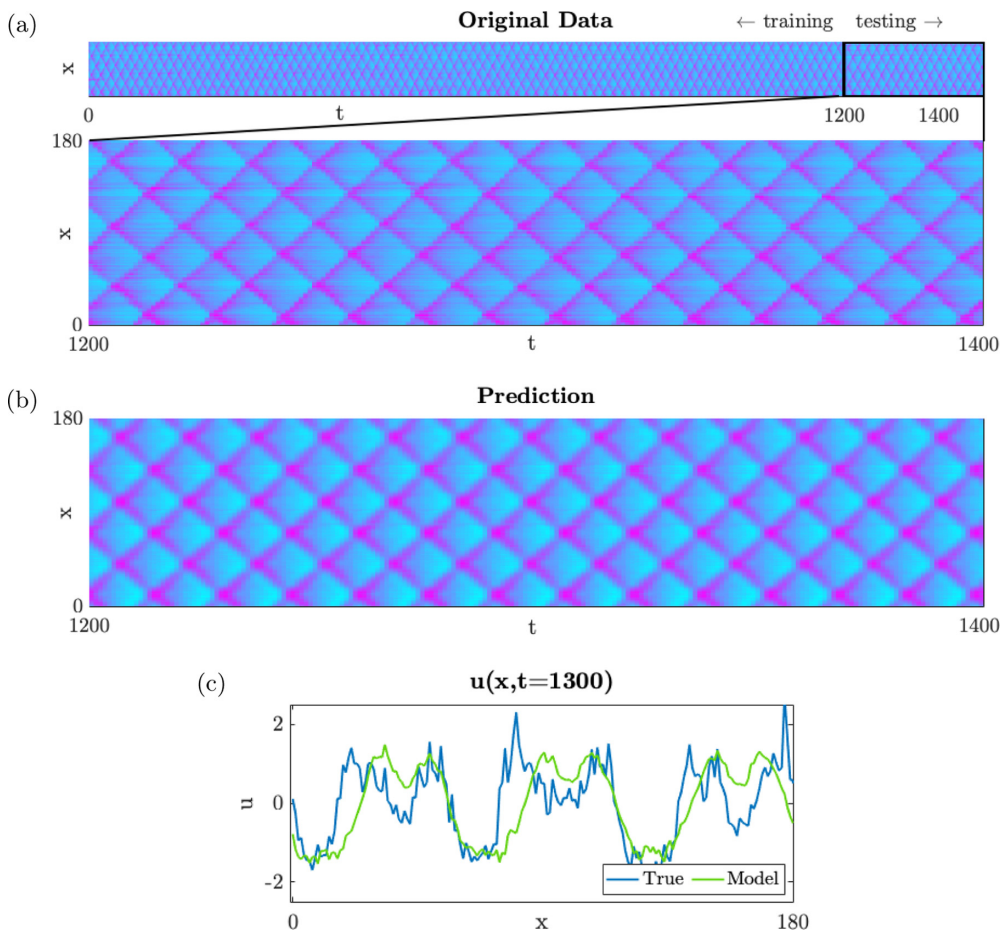 (a)
Original Data
← training testing →
x
0 t 1200 1400
180
x
0
1200 t 1400
(b)
Prediction
180
x
0
1200 t 1400
(c)
u(x,t=1300)
2
u
0
-2
True Model
0 x 180